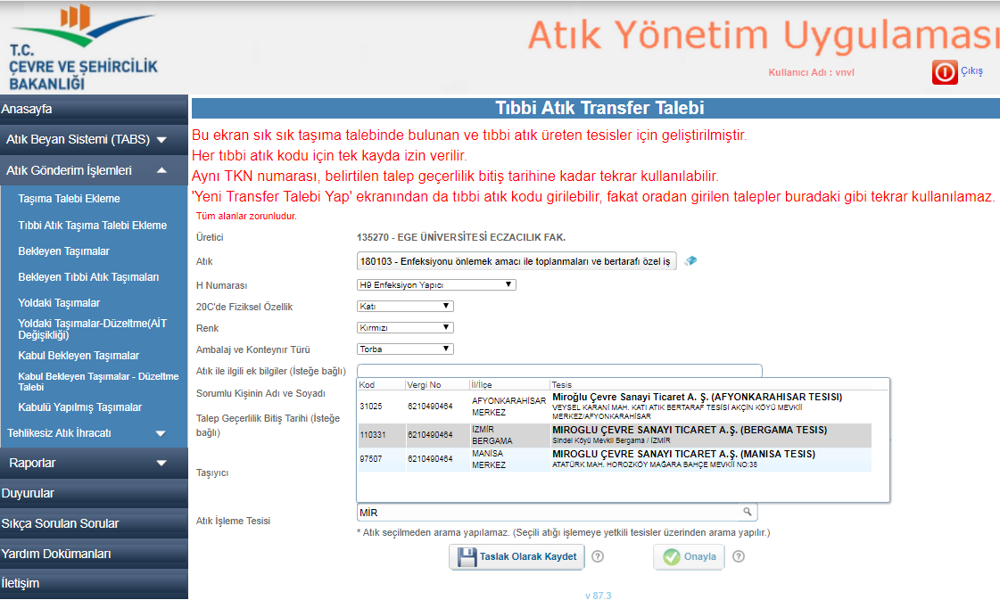 T.C.
ÇEVRE VE ŞEHİRCİLİK
BAKANLIĞI
Atık Yönetim Uygulaması
Kullanıcı Adı : vnvl
Çıkış
Anasayfa
Atık Beyan Sistemi (TABS)
Atık Gönderim İşlemleri
Taşıma Talebi Ekleme
Tıbbi Atık Taşıma Talebi Ekleme
Bekleyen Taşımalar
Bekleyen Tıbbi Atık Taşımaları
Yoldaki Taşımalar
Yoldaki Taşımalar-Düzeltme(AİT
Değişikliği)
Kabul Bekleyen Taşımalar
Kabul Bekleyen Taşımalar - Düzeltme
Talebi
Kabulü Yapılmış Taşımalar
Tehlikesiz Atık İhracatı
Raporlar
Duyurular
Sıkça Sorulan Sorular
Yardım Dokümanları
İletişim
Tıbbi Atık Transfer Talebi
Bu ekran sık sık taşıma talebinde bulunan ve tıbbi atık üreten tesisler için geliştirilmiştir.
Her tıbbi atık kodu için tek kayda izin verilir.
Aynı TKN numarası, belirtilen talep geçerlilik bitiş tarihine kadar tekrar kullanılabilir.
'Yeni Transfer Talebi Yap' ekranından da tıbbi atık kodu girilebilir, fakat oradan girilen talepler buradaki gibi tekrar kullanılamaz.
Tüm alanlar zorunludur.
Üretici 135270 - EGE ÜNİVERSİTESİ ECZACILIK FAK.
Atık 180103 - Enfeksiyonu önlemek amacı ile toplanmaları ve bertarafı özel iş
H Numarası H9 Enfeksiyon Yapıcı
20C'de Fiziksel Özellik Katı
Renk Kırmızı
Ambalaj ve Konteynır Türü Torba
Atık ile ilgili ek bilgiler (İsteğe bağlı)
Sorumlu Kişinin Adı ve Soyadı
Talep Geçerlilik Bitiş Tarihi (İsteğe
bağlı)
Taşıyıcı
Kod Vergi No İl/İlçe Tesis
31025 6210490464 AFYONKARAHİSAR
MERKEZ
Miroğlu Çevre Sanayi Ticaret A. Ş. (AFYONKARAHISAR TESISI)
VEYSEL KARANİ MAH. KATI ATIK BERTARAF TESİSİ AKÇİN KÖYÜ MEVKİİ
MERKEZ/AFYONKARAHİSAR
110331 6210490464 İZMİR
BERGAMA
MIROGLU ÇEVRE SANAYI TICARET A.Ş. (BERGAMA TESIS)
Sindel Köyü Mevkii Bergama / İZMİR
97507 6210490464 MANİSA
MERKEZ
MIROGLU ÇEVRE SANAYI TICARET A.Ş. (MANISA TESIS)
ATATÜRK MAH. HOROZKÖY MAĞARA BAHÇE MEVKİİ NO:38
Atık İşleme Tesisi MİR
* Atık seçilmeden arama yapılamaz. (Seçili atığı işlemeye yetkili tesisler üzerinden arama yapılır.)
Taslak Olarak Kaydet ? Onayla ?
v 87.3